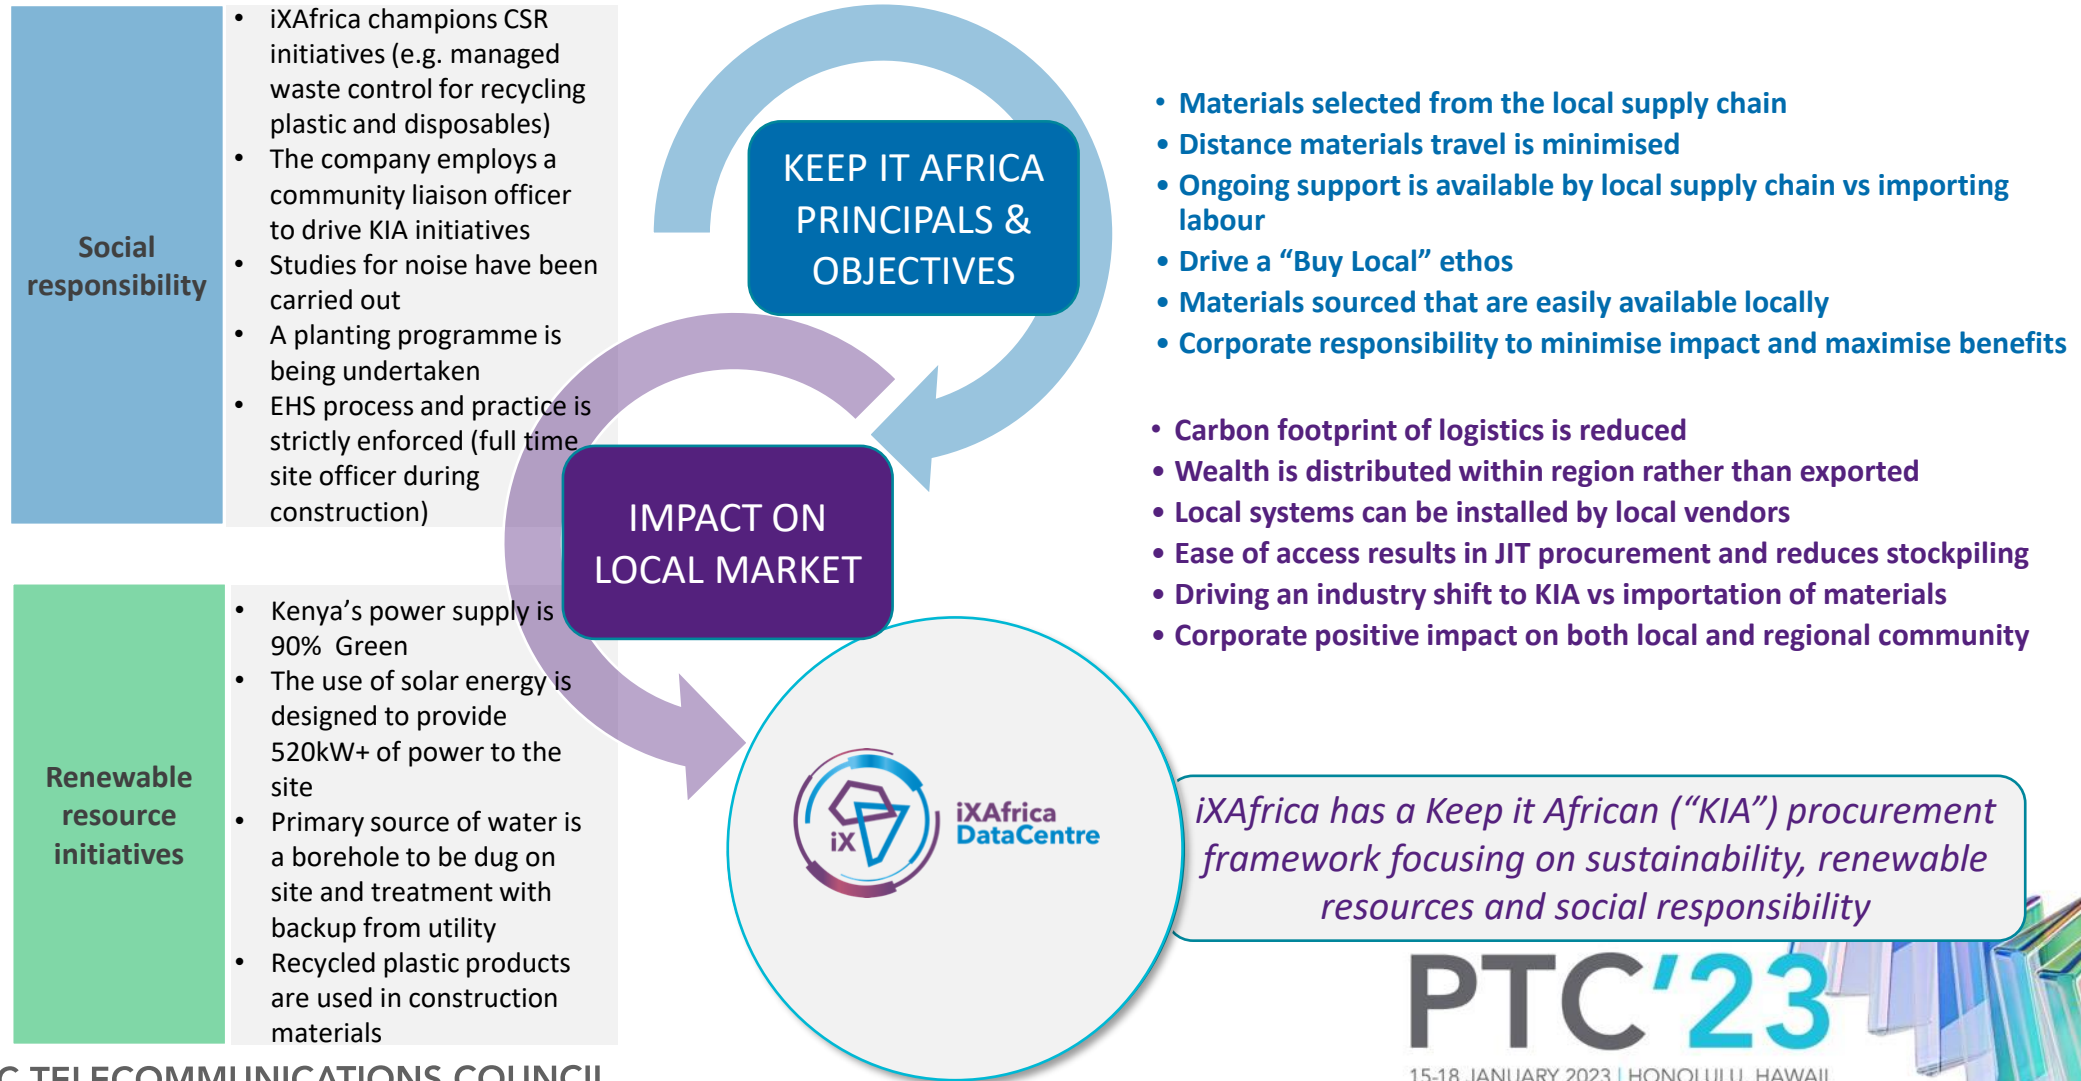 Social
responsibility
• iXAfrica champions CSR
initiatives (e.g. managed
waste control for recycling
plastic and disposables)
• The company employs a
community liaison officer
to drive KIA initiatives
• Studies for noise have been
carried out
• A planting programme is
being undertaken
• EHS process and practice is
strictly enforced (full time
site officer during
construction)
Renewable
resource
initiatives
• Kenya’s power supply is
90% Green
• The use of solar energy is
designed to provide
520kW+ of power to the
site
• Primary source of water is
a borehole to be dug on
site and treatment with
backup from utility
• Recycled plastic products
are used in construction
materials
KEEP IT AFRICA
PRINCIPALS &
OBJECTIVES
• Materials selected from the local supply chain
• Distance materials travel is minimised
• Ongoing support is available by local supply chain vs importing
labour
• Drive a “Buy Local” ethos
• Materials sourced that are easily available locally
• Corporate responsibility to minimise impact and maximise benefits
IMPACT ON
LOCAL MARKET
• Carbon footprint of logistics is reduced
• Wealth is distributed within region rather than exported
• Local systems can be installed by local vendors
• Ease of access results in JIT procurement and reduces stockpiling
• Driving an industry shift to KIA vs importation of materials
• Corporate positive impact on both local and regional community
iX
iXAfrica
DataCentre
iXAfrica has a Keep it African (“KIA”) procurement
framework focusing on sustainability, renewable
resources and social responsibility
PTC’23
15-18 JANUARY 2023 | HONOLULU, HAWAII
C TELECOMMUNICATIONS COUNCIL